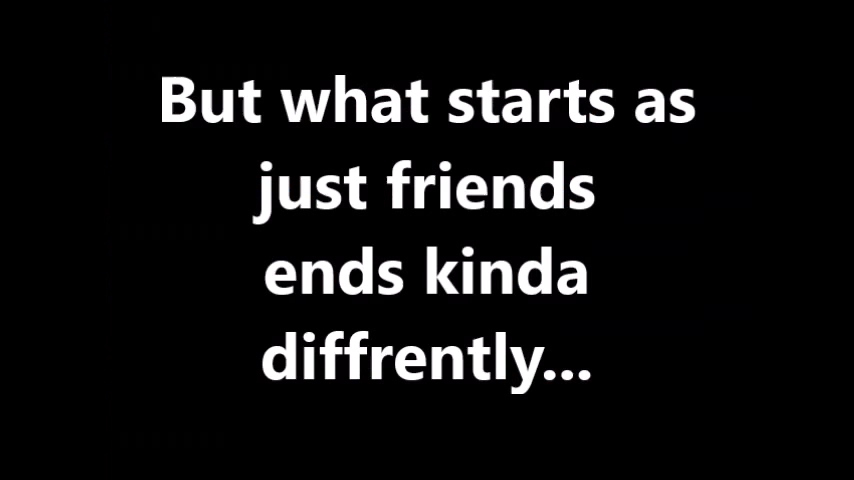 But what starts as
just friends
ends kinda
diffrently...